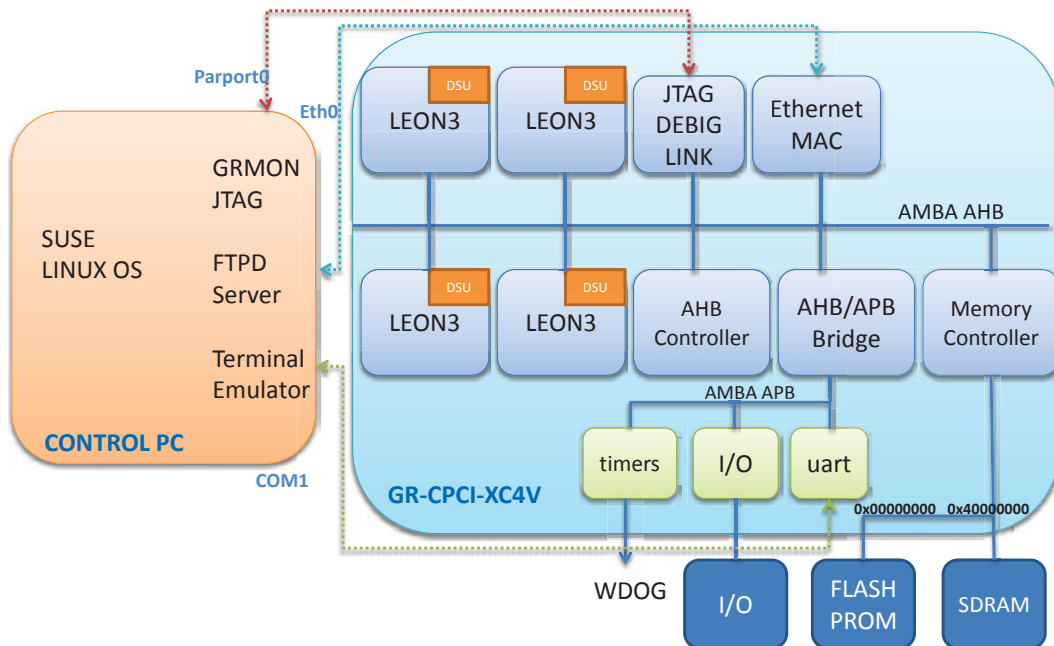 Parport0
Eth0
DSU
LEON3
DSU
LEON3
JTAG
DEBIG
LINK
Ethernet
MAC
GRMON
JTAG
SUSE
LINUX OS
FTPD
Server
Terminal
Emulator
CONTROL PC
COM1
AMBA AHB
DSU
LEON3
DSU
LEON3
AHB
Controller
AHB/APB
Bridge
Memory
Controller
AMBA APB
timers
I/O
uart
GR-CPCI-XC4V
0x00000000
0x40000000
WDOG
I/O
FLASH
PROM
SDRAM